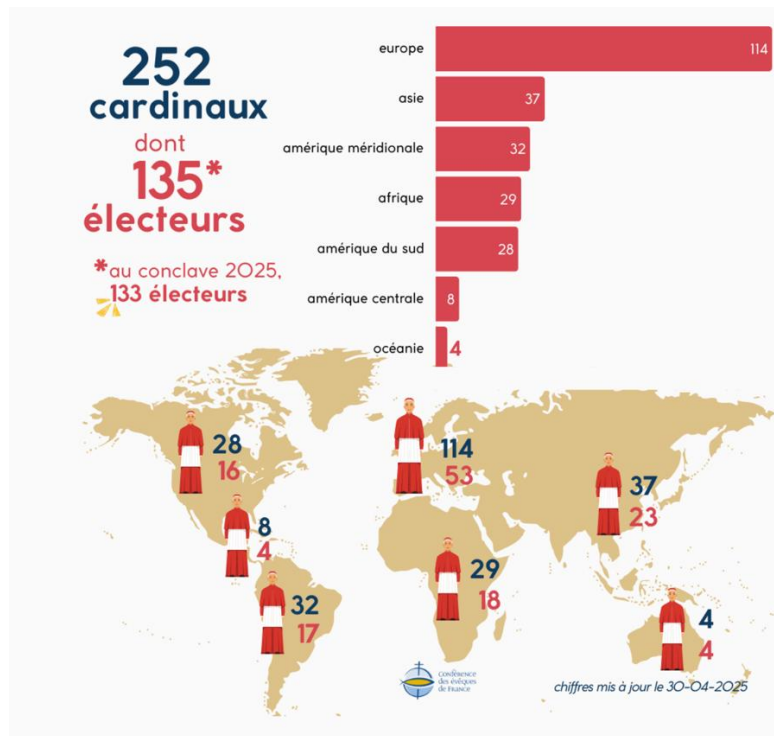 252
cardinaux
dont
135*
électeurs
*au conclave 2025,
133 électeurs
europe 114
asie 37
amérique méridionale 32
afrique 29
amérique du sud 28
amérique centrale 8
océanie 4
28
16
114
53
37
23
8
4
29
18
32
17
4
4
Conférence
des évêques
de France
chiffres mis à jour le 30-04-2025